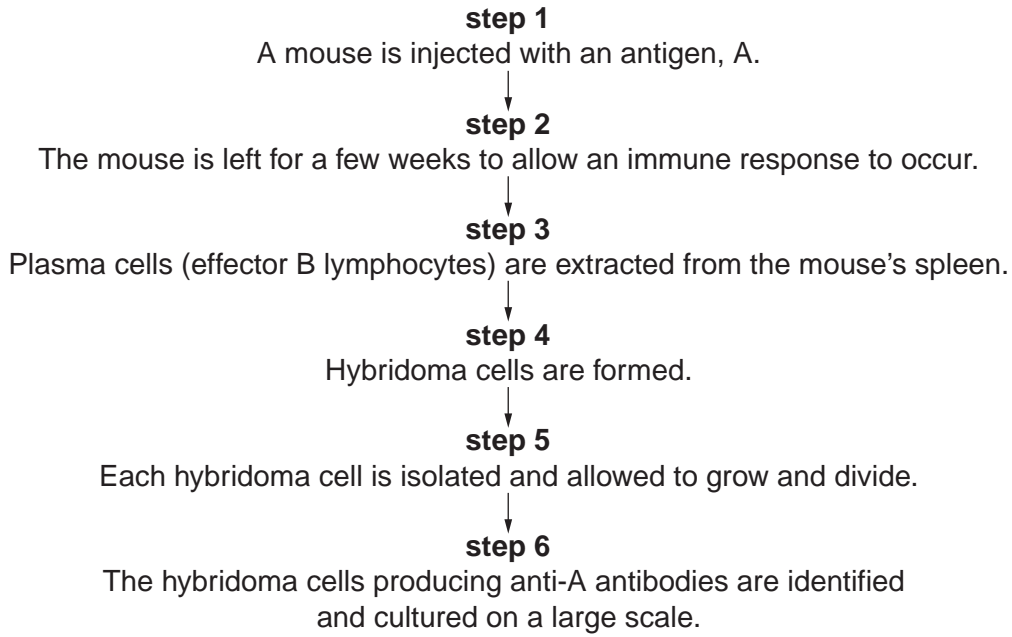 step 1
A mouse is injected with an antigen, A.
step 2
The mouse is left for a few weeks to allow an immune response to occur.
step 3
Plasma cells (effector B lymphocytes) are extracted from the mouse’s spleen.
step 4
Hybridoma cells are formed.
step 5
Each hybridoma cell is isolated and allowed to grow and divide.
step 6
The hybridoma cells producing anti-A antibodies are identified
and cultured on a large scale.